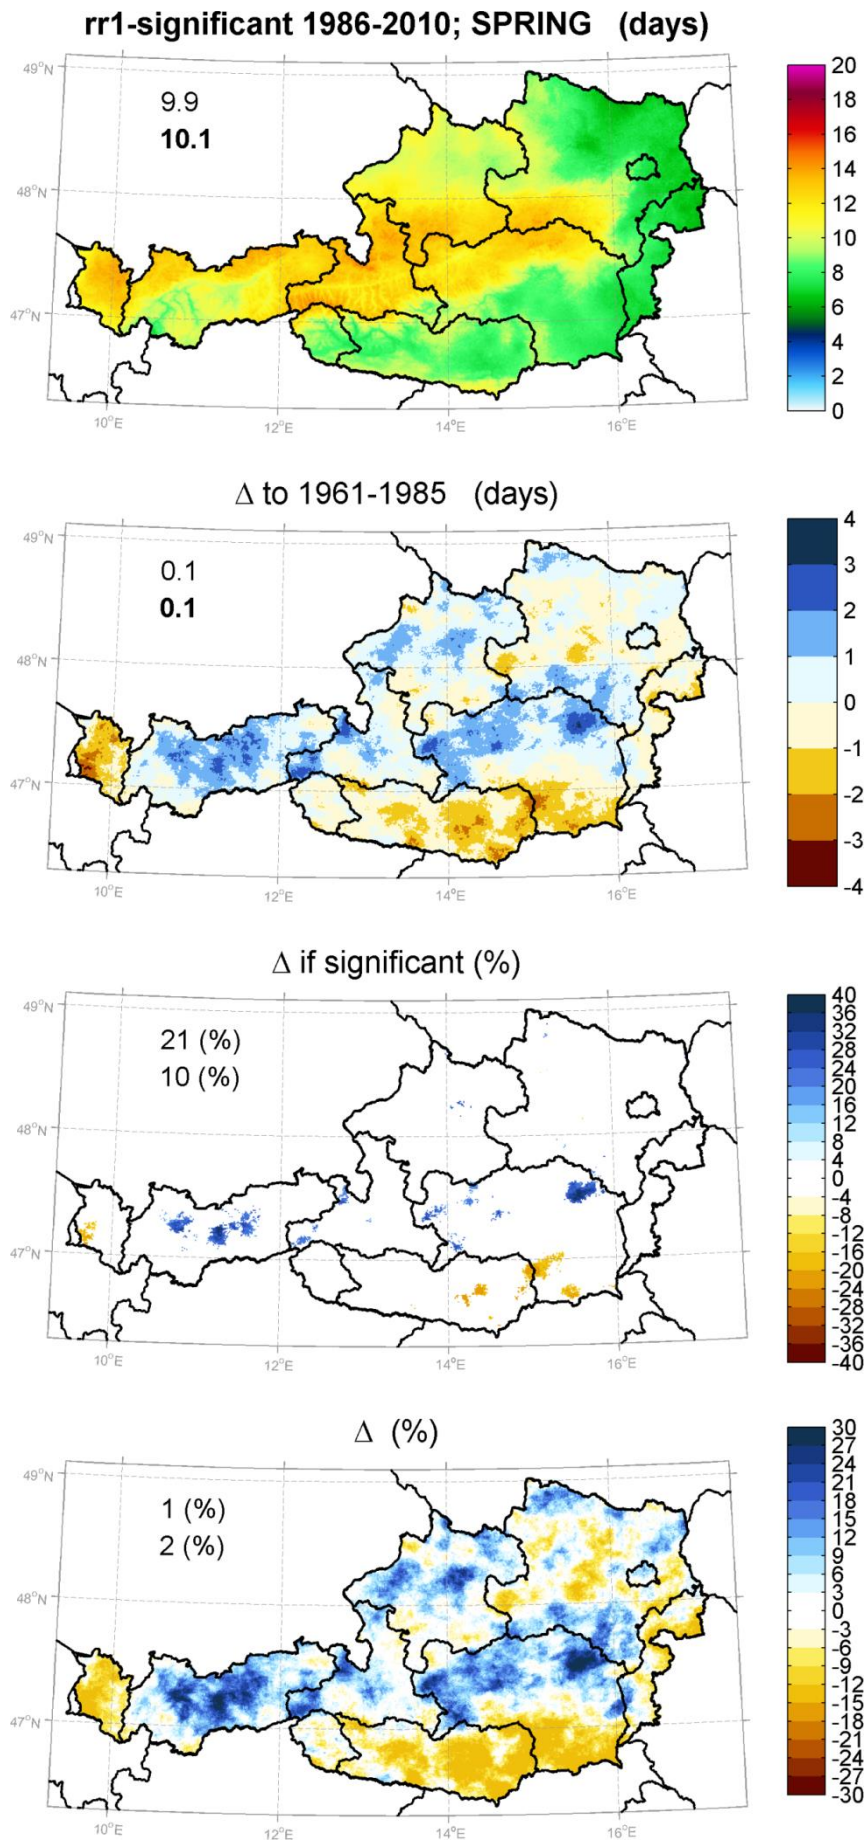 rr1-significant 1986-2010; SPRING (days)
49°N
48°N
47°N
9.9
10.1
10°E
12°E
14°E
16°E
20
18
16
14
12
10
8
6
4
2
0
Δ to 1961-1985 (days)
49°N
48°N
47°N
0.1
0.1
10°E
12°E
14°E
16°E
4
3
2
1
0
-1
-2
-3
-4
Δ if significant (%)
49°N
48°N
47°N
21 (%)
10 (%)
10°E
12°E
14°E
16°E
40
36
32
28
24
20
16
12
8
4
0
-4
-8
-12
-16
-20
-24
-28
-32
-36
-40
Δ (%)
49°N
48°N
47°N
1 (%)
2 (%)
10°E
12°E
14°E
16°E
30
27
24
21
18
15
12
9
6
3
0
-3
-6
-9
-12
-15
-18
-21
-24
-27
-30